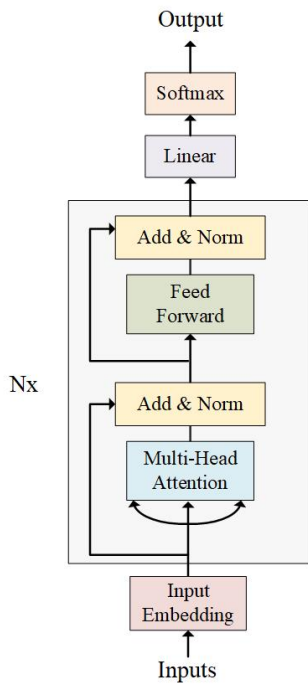 Output
Softmax
Linear
Add & Norm
Feed
Forward
Nx
Add & Norm
Multi-Head
Attention
Input
Embedding
Inputs